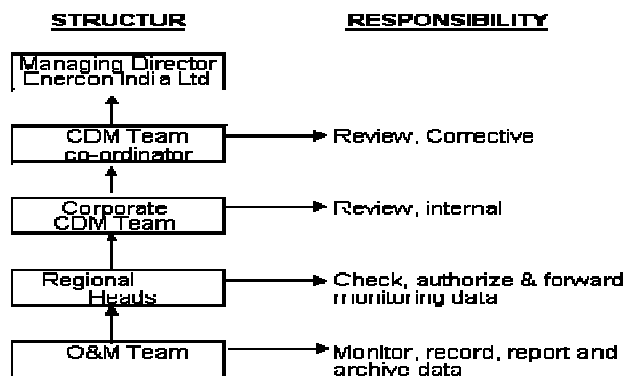 STRUCTUR RESPONSIBILITY
Managing Director
Enercon India Ltd
CDM Team
co-ordinator
Review, Corrective
Corporate
CDM Team
Review, internal
Regional
Heads
Check, authorize & forward
monitoring data
O&M Team
Monitor, record, report and
archive data